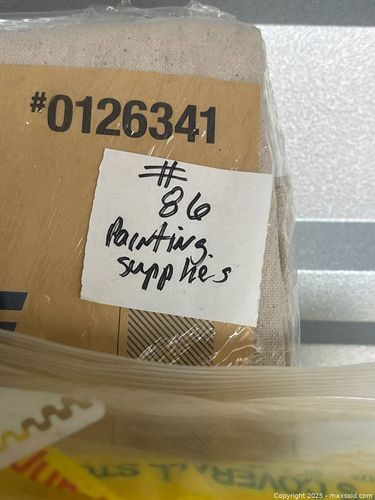 #0126341
#
86
Painting
supplies
Copyright 2025 - maxsold.com